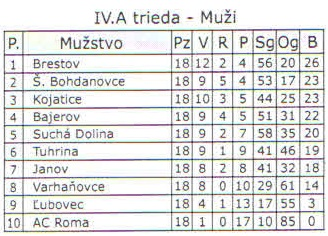 IV.A trieda - Muži
P. Mužstvo Pz V R P Sg Og B
1 Brestov 18 12 2 4 56 20 26
2 Š. Bohdanovce 18 9 5 4 53 17 23
3 Kojatice 18 10 3 5 44 25 23
4 Bajerov 18 9 4 5 51 31 22
5 Suchá Dolina 18 9 2 7 58 35 20
6 Tuhrina 18 9 1 9 41 46 19
7 Janov 18 8 2 8 41 32 18
8 Varhaňovce 18 8 0 10 29 61 14
9 Ľubovec 18 4 1 13 17 55 3
10 AC Roma 18 1 0 17 10 85 0